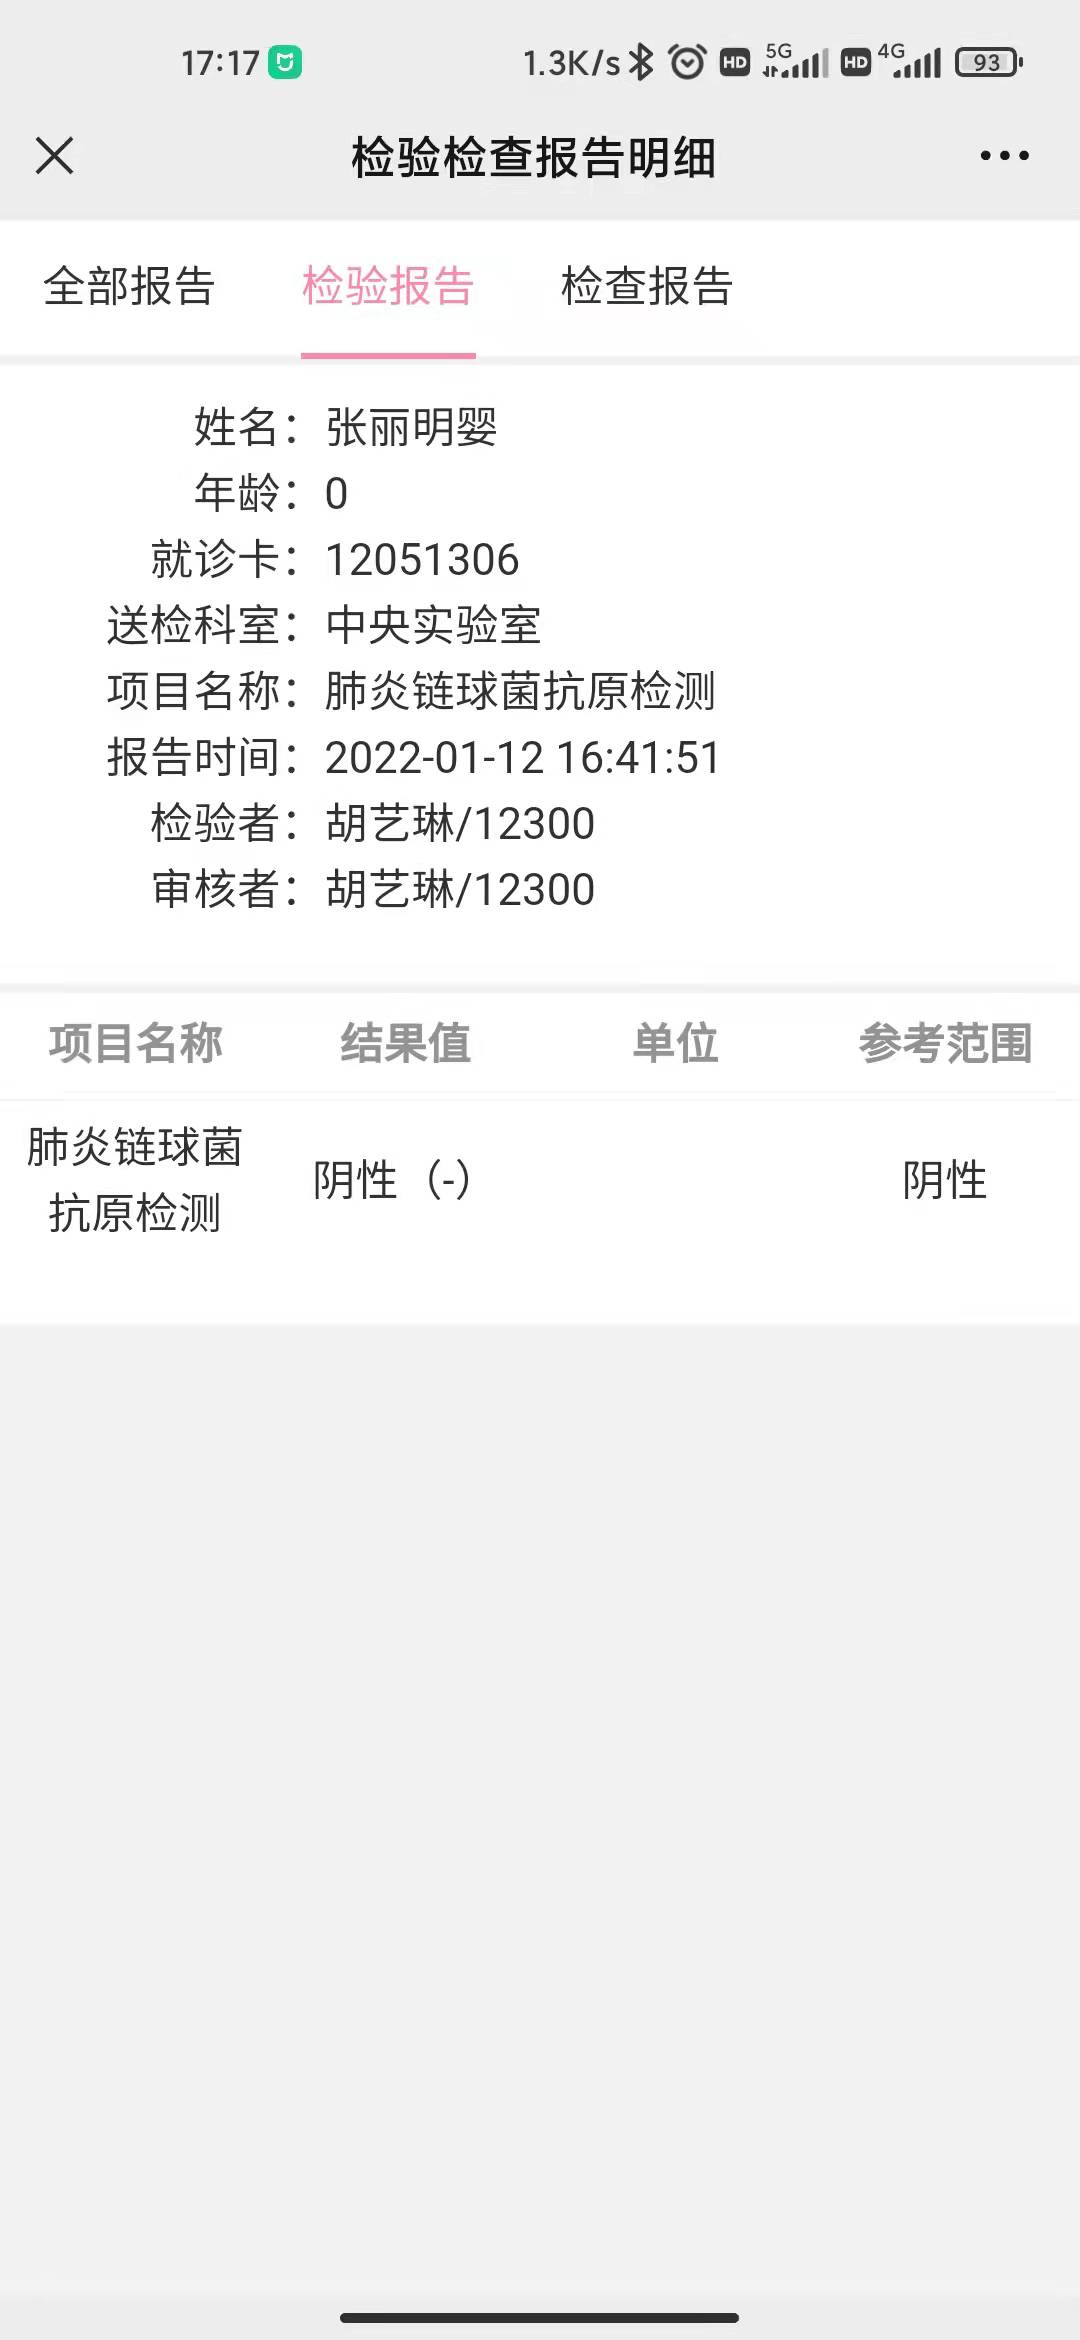 17:17 1.3K/s HD 5G HD 4G 93
检验检查报告明细
全部报告 检验报告 检查报告
姓名：张丽明婴
年龄：0
就诊卡：12051306
送检科室：中央实验室
项目名称：肺炎链球菌抗原检测
报告时间：2022-01-12 16:41:51
检验者：胡艺琳/12300
审核者：胡艺琳/12300
项目名称 结果值 单位 参考范围
肺炎链球菌
抗原检测 阴性（-） 阴性